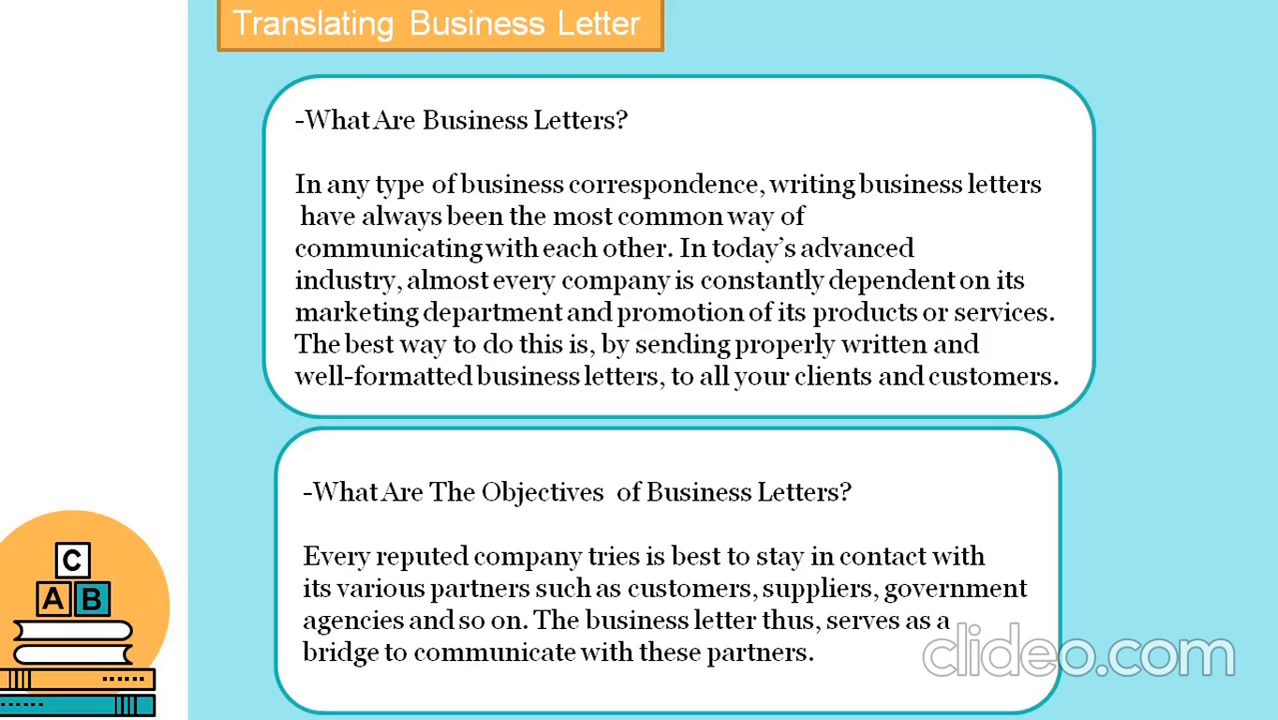 Translating Business Letter
-What Are Business Letters?
In any type of business correspondence, writing business letters
have always been the most common way of
communicating with each other. In today's advanced
industry, almost every company is constantly dependent on its
marketing department and promotion of its products or services.
The best way to do this is, by sending properly written and
well-formatted business letters, to all your clients and customers.
-What Are The Objectives of Business Letters?
Every reputed company tries is best to stay in contact with
its various partners such as customers, suppliers, government
agencies and so on. The business letter thus, serves as a
bridge to communicate with these partners.
C
A B
clideo.com